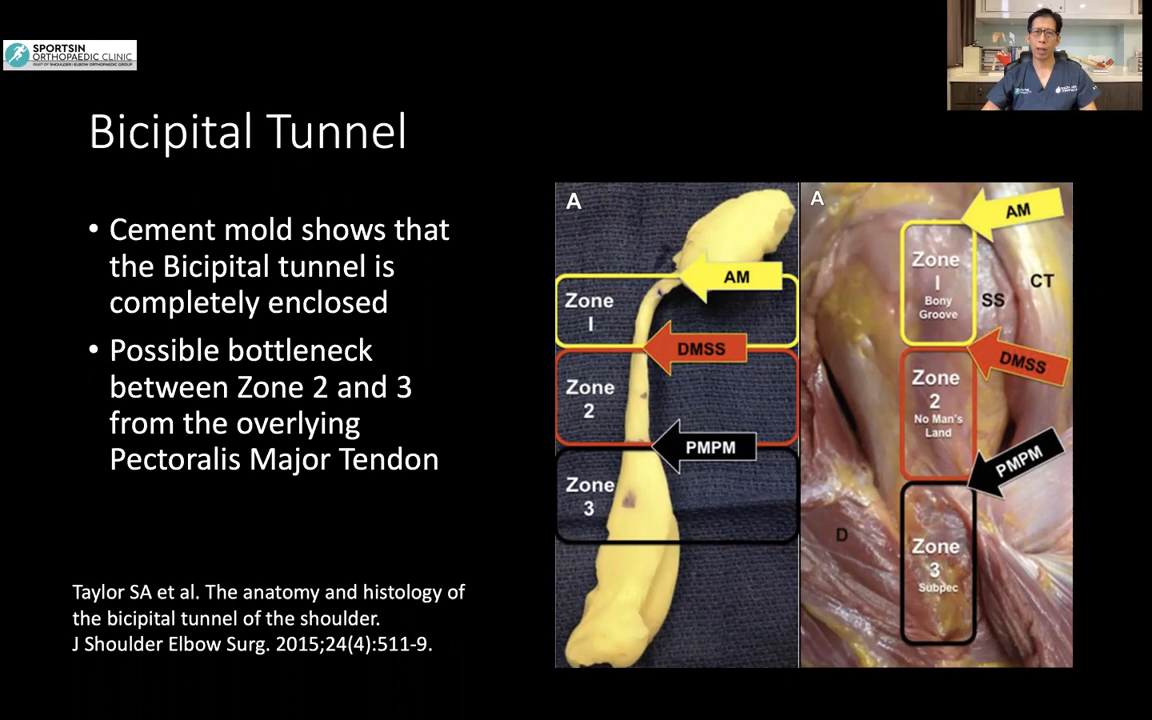 SPORTSIN
ORTHOPAEDIC CLINIC
Bicipital Tunnel
• Cement mold shows that
the Bicipital tunnel is
completely enclosed
• Possible bottleneck
between Zone 2 and 3
from the overlying
Pectoralis Major Tendon
Taylor SA et al. The anatomy and histology of
the bicipital tunnel of the shoulder.
J Shoulder Elbow Surg. 2015;24(4):511-9.
A
AM
Zone
1
DMSS
Zone
2
PMPM
Zone
3
A
AM
Zone
1
Bony
Groove
SS
CT
DMSS
Zone
2
No Man's
Land
PMPM
D
Zone
3
Subpec